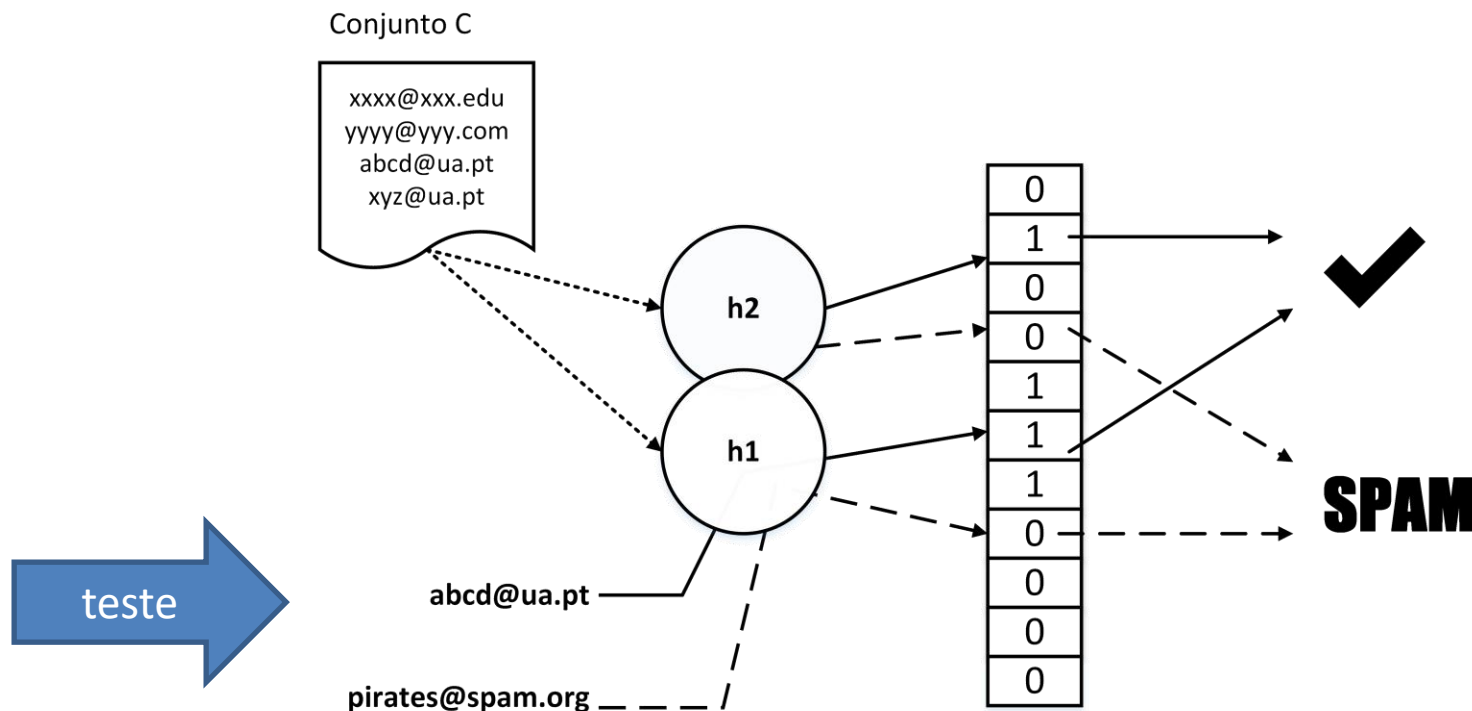 Conjunto C
xxxx@xxx.edu
yyyy@yyy.com
abcd@ua.pt
xyz@ua.pt
h2
h1
0
1
0
0
1
1
1
0
0
0
0
SPAM
teste
abcd@ua.pt
pirates@spam.org